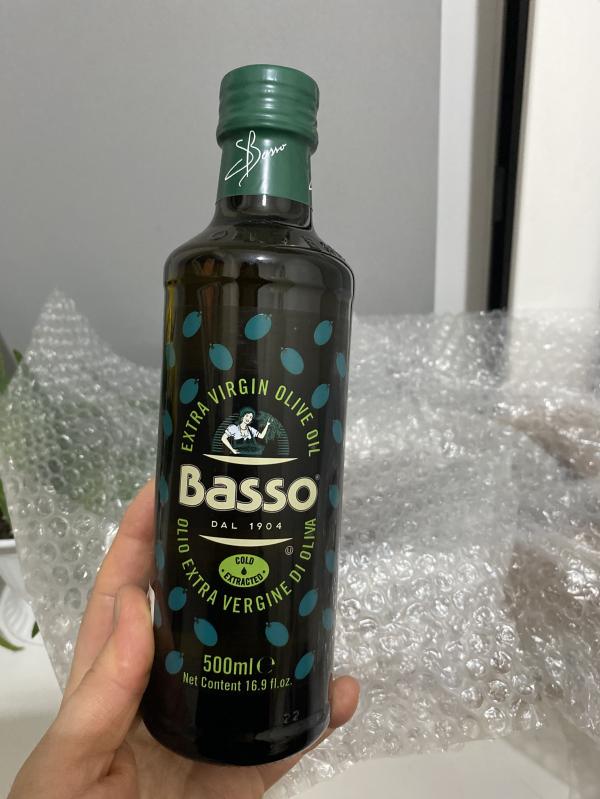 Basso
EXTRA VIRGIN OLIVE OIL
Basso®
DAL 1904
Ⓤ
COLD
EXTRACTED
OLIO EXTRA VERGINE DI OLIVA
500ml ℮
Net Content 16.9 fl.oz.
22